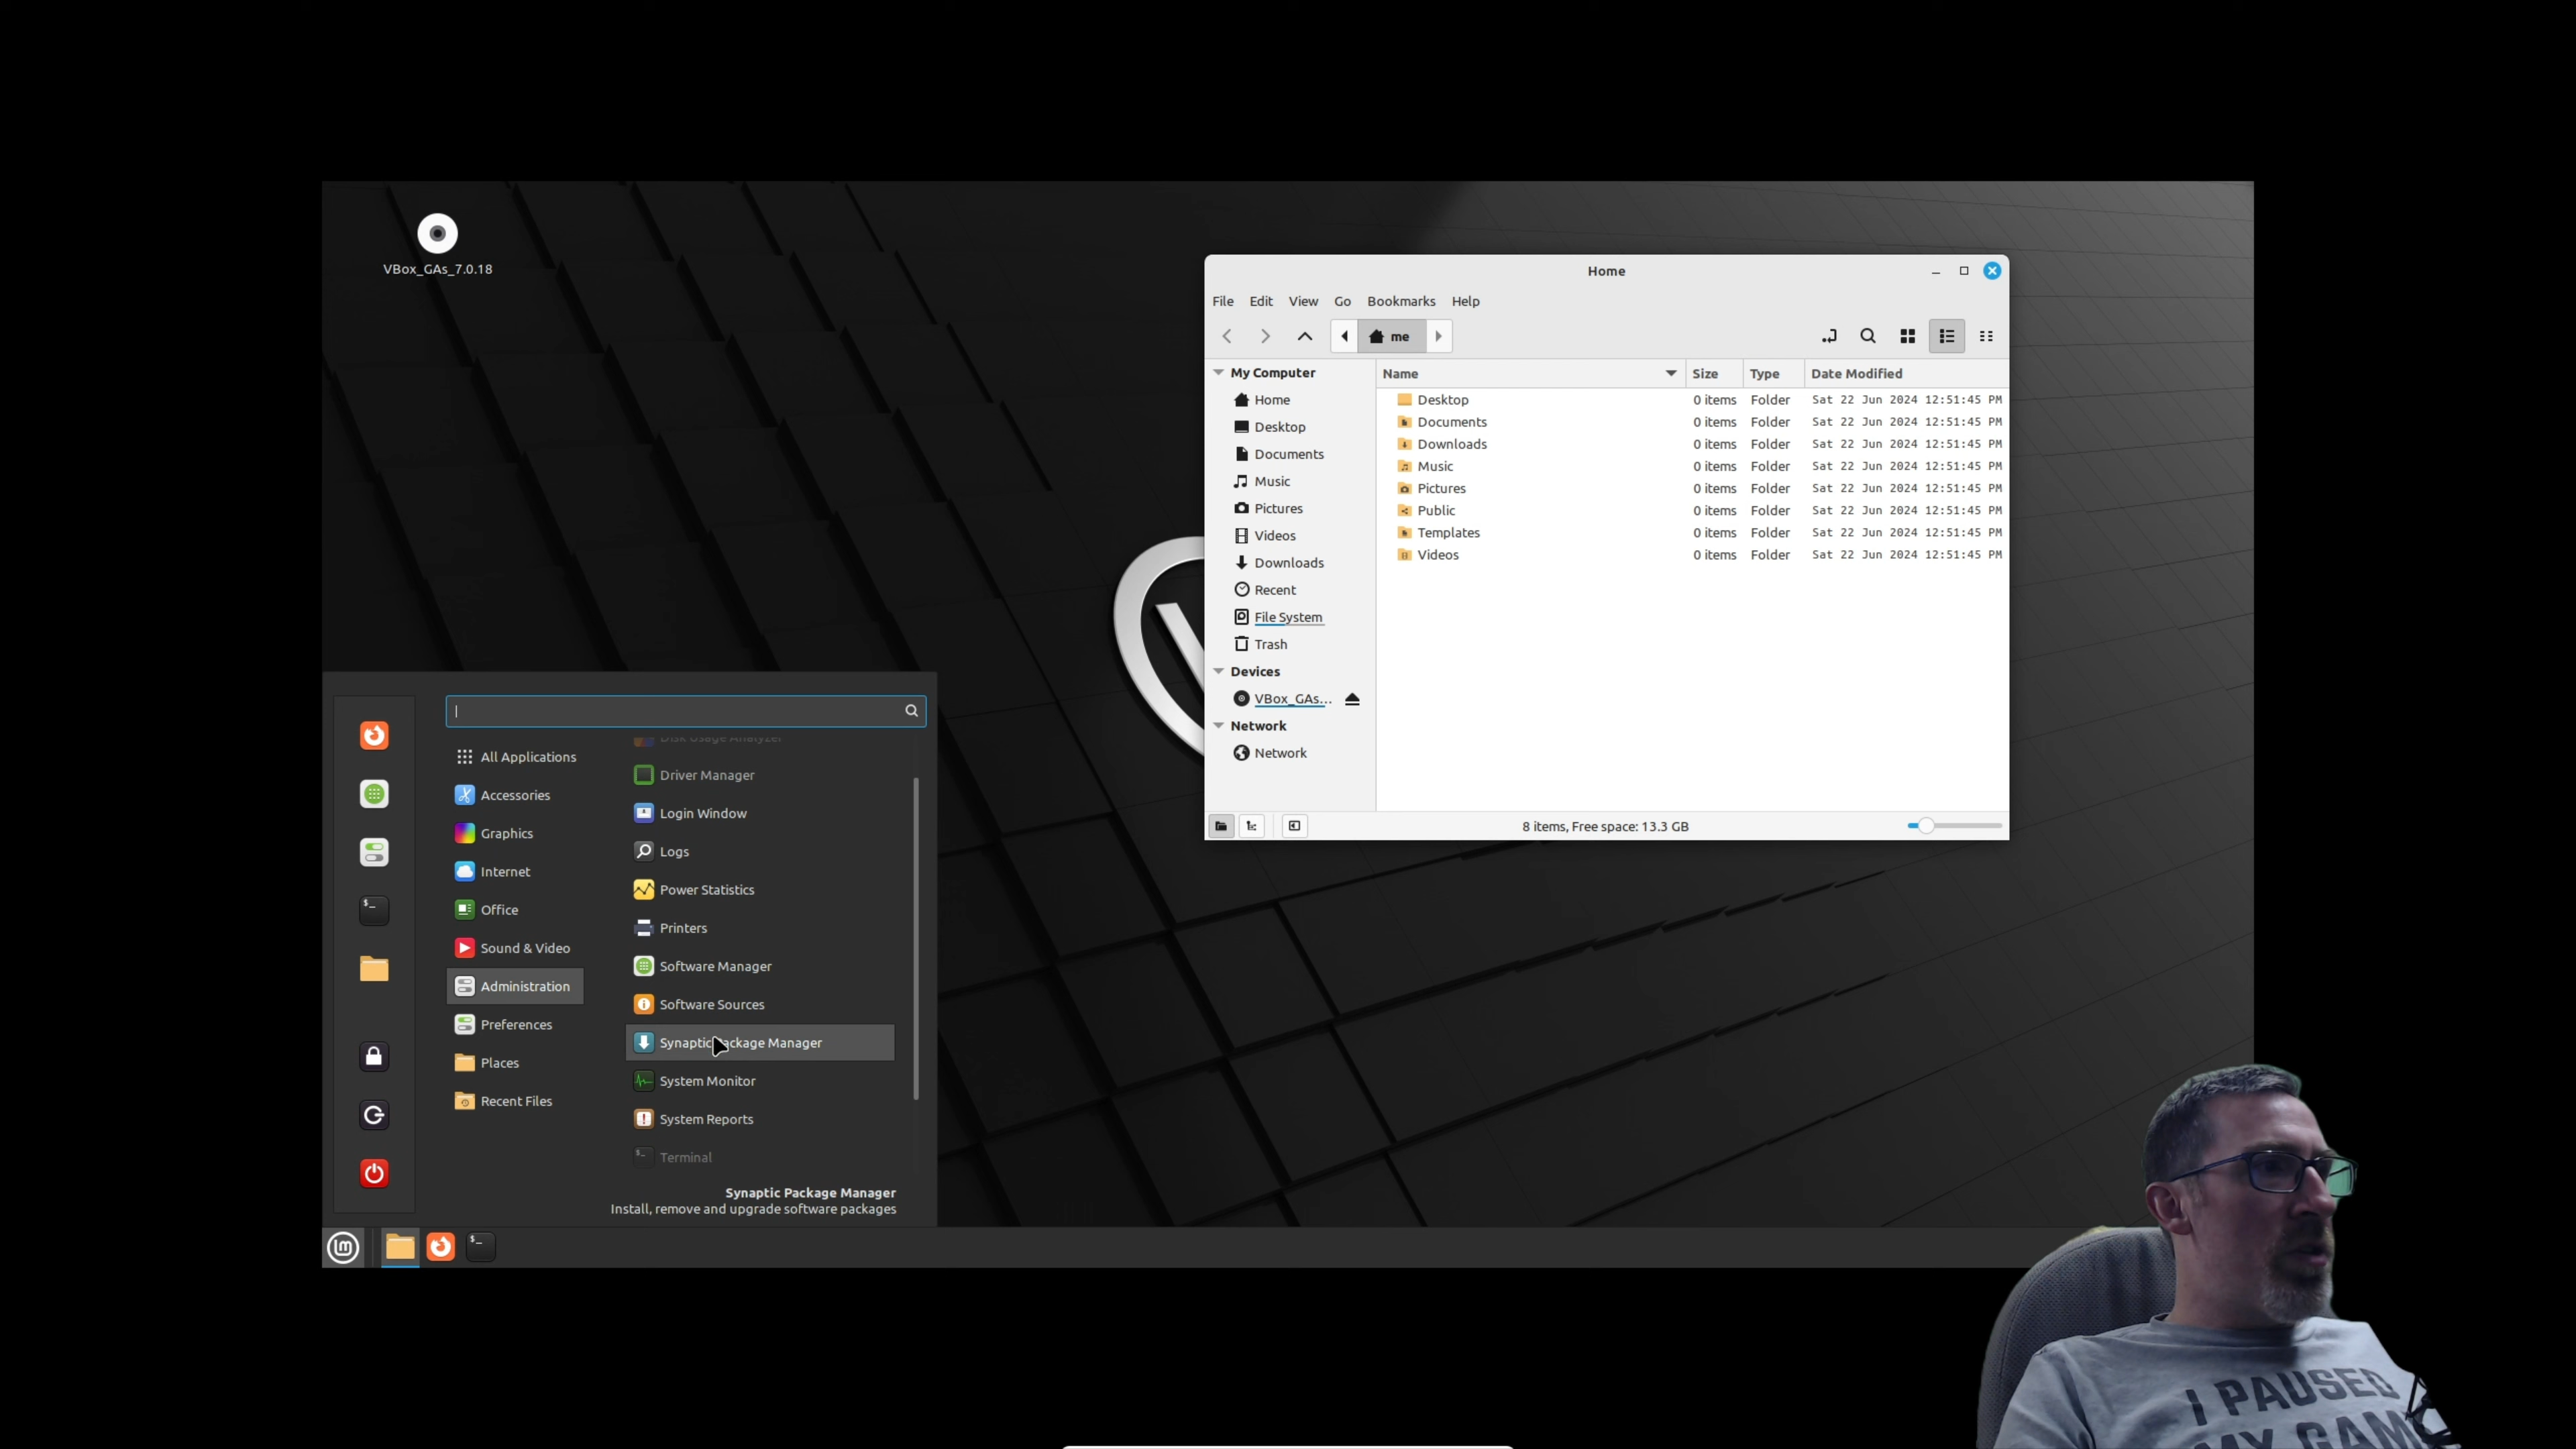 VBox_GAs_7.0.18
Home
File Edit View Go Bookmarks Help
me
My Computer
Home
Desktop
Documents
Music
Pictures
Videos
Downloads
Recent
File System
Trash
Devices
VBox_GAs...
Network
Network
Name Size Type Date Modified
Desktop 0 items Folder Sat 22 Jun 2024 12:51:45 PM
Documents 0 items Folder Sat 22 Jun 2024 12:51:45 PM
Downloads 0 items Folder Sat 22 Jun 2024 12:51:45 PM
Music 0 items Folder Sat 22 Jun 2024 12:51:45 PM
Pictures 0 items Folder Sat 22 Jun 2024 12:51:45 PM
Public 0 items Folder Sat 22 Jun 2024 12:51:45 PM
Templates 0 items Folder Sat 22 Jun 2024 12:51:45 PM
Videos 0 items Folder Sat 22 Jun 2024 12:51:45 PM
8 items, Free space: 13.3 GB
All Applications
Accessories
Graphics
Internet
Office
Sound & Video
Administration
Preferences
Places
Recent Files
Disk Usage Analyzer
Driver Manager
Login Window
Logs
Power Statistics
Printers
Software Manager
Software Sources
Synaptic Package Manager
System Monitor
System Reports
Terminal
Synaptic Package Manager
Install, remove and upgrade software packages
I PAUSED
MY GAM